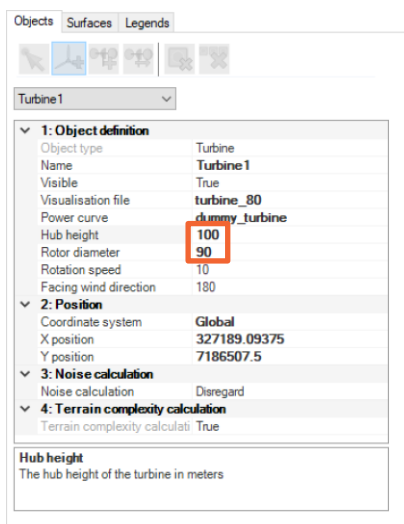 Objects Surfaces Legends
Turbine1
1: Object definition
Object type Turbine
Name Turbine1
Visible True
Visualisation file turbine_80
Power curve dummy_turbine
Hub height 100
Rotor diameter 90
Rotation speed 10
Facing wind direction 180
2: Position
Coordinate system Global
X position 327189.09375
Y position 7186507.5
3: Noise calculation
Noise calculation Disregard
4: Terrain complexity calculation
Terrain complexity calculati True
Hub height
The hub height of the turbine in meters